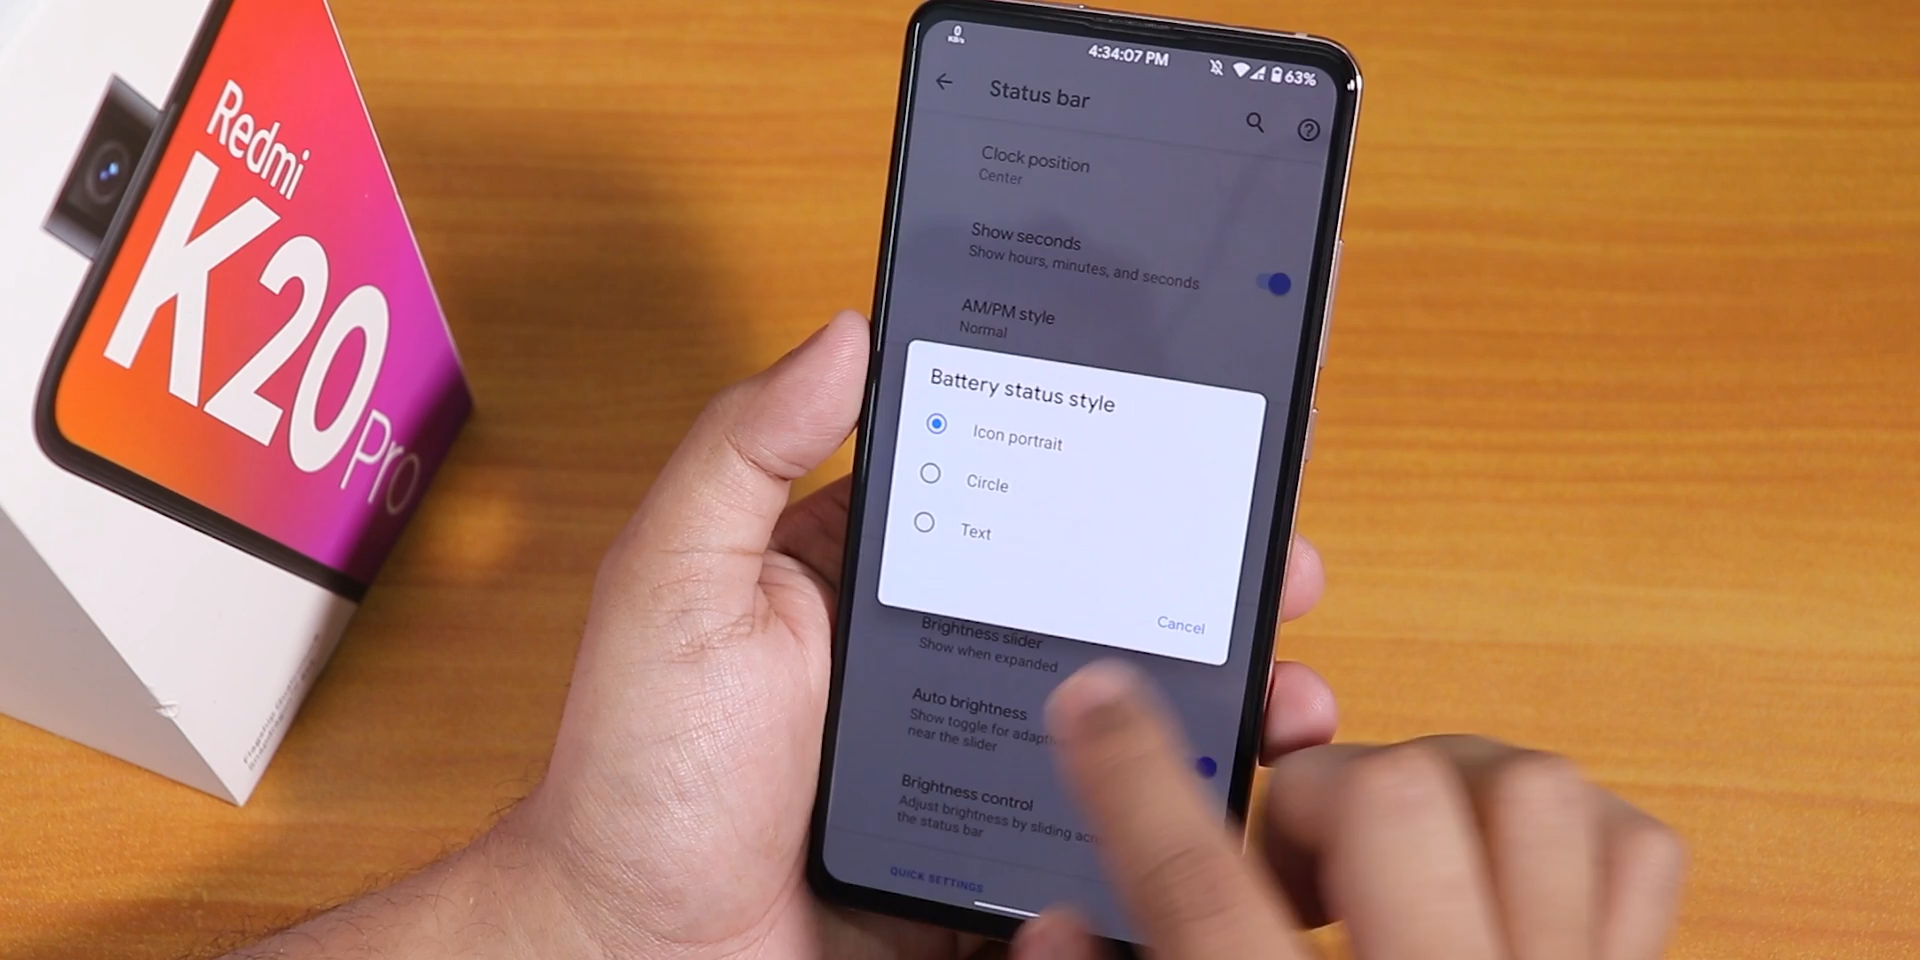 Redmi
K20 Pro
0
KB/s
4:34:07 PM
63%
Status bar
Clock position
Center
Show seconds
Show hours, minutes, and seconds
AM/PM style
Normal
Battery status style
Icon portrait
Circle
Text
Cancel
Brightness slider
Show when expanded
Auto brightness
Show toggle for
near the slider
Brightness control
Adjust brightness by sliding
the status bar
QUICK SETTINGS